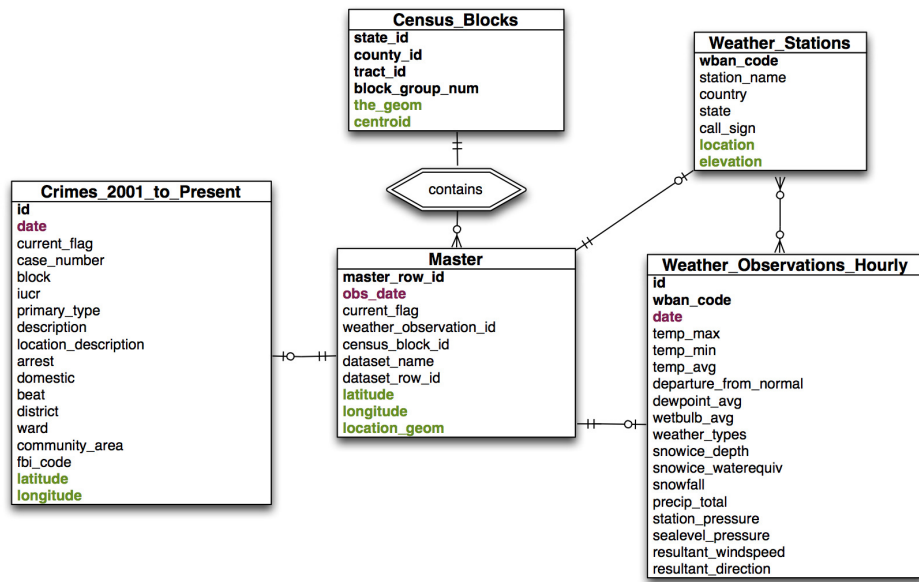 Census_Blocks
state_id
county_id
tract_id
block_group_num
the_geom
centroid
Weather_Stations
wban_code
station_name
country
state
call_sign
location
elevation
contains
Crimes_2001_to_Present
id
date
current_flag
case_number
block
iucr
primary_type
description
location_description
arrest
domestic
beat
district
ward
community_area
fbi_code
latitude
longitude
Master
master_row_id
obs_date
current_flag
weather_observation_id
census_block_id
dataset_name
dataset_row_id
latitude
longitude
location_geom
Weather_Observations_Hourly
id
wban_code
date
temp_max
temp_min
temp_avg
departure_from_normal
dewpoint_avg
wetbulb_avg
weather_types
snowice_depth
snowice_waterequiv
snowfall
precip_total
station_pressure
sealevel_pressure
resultant_windspeed
resultant_direction